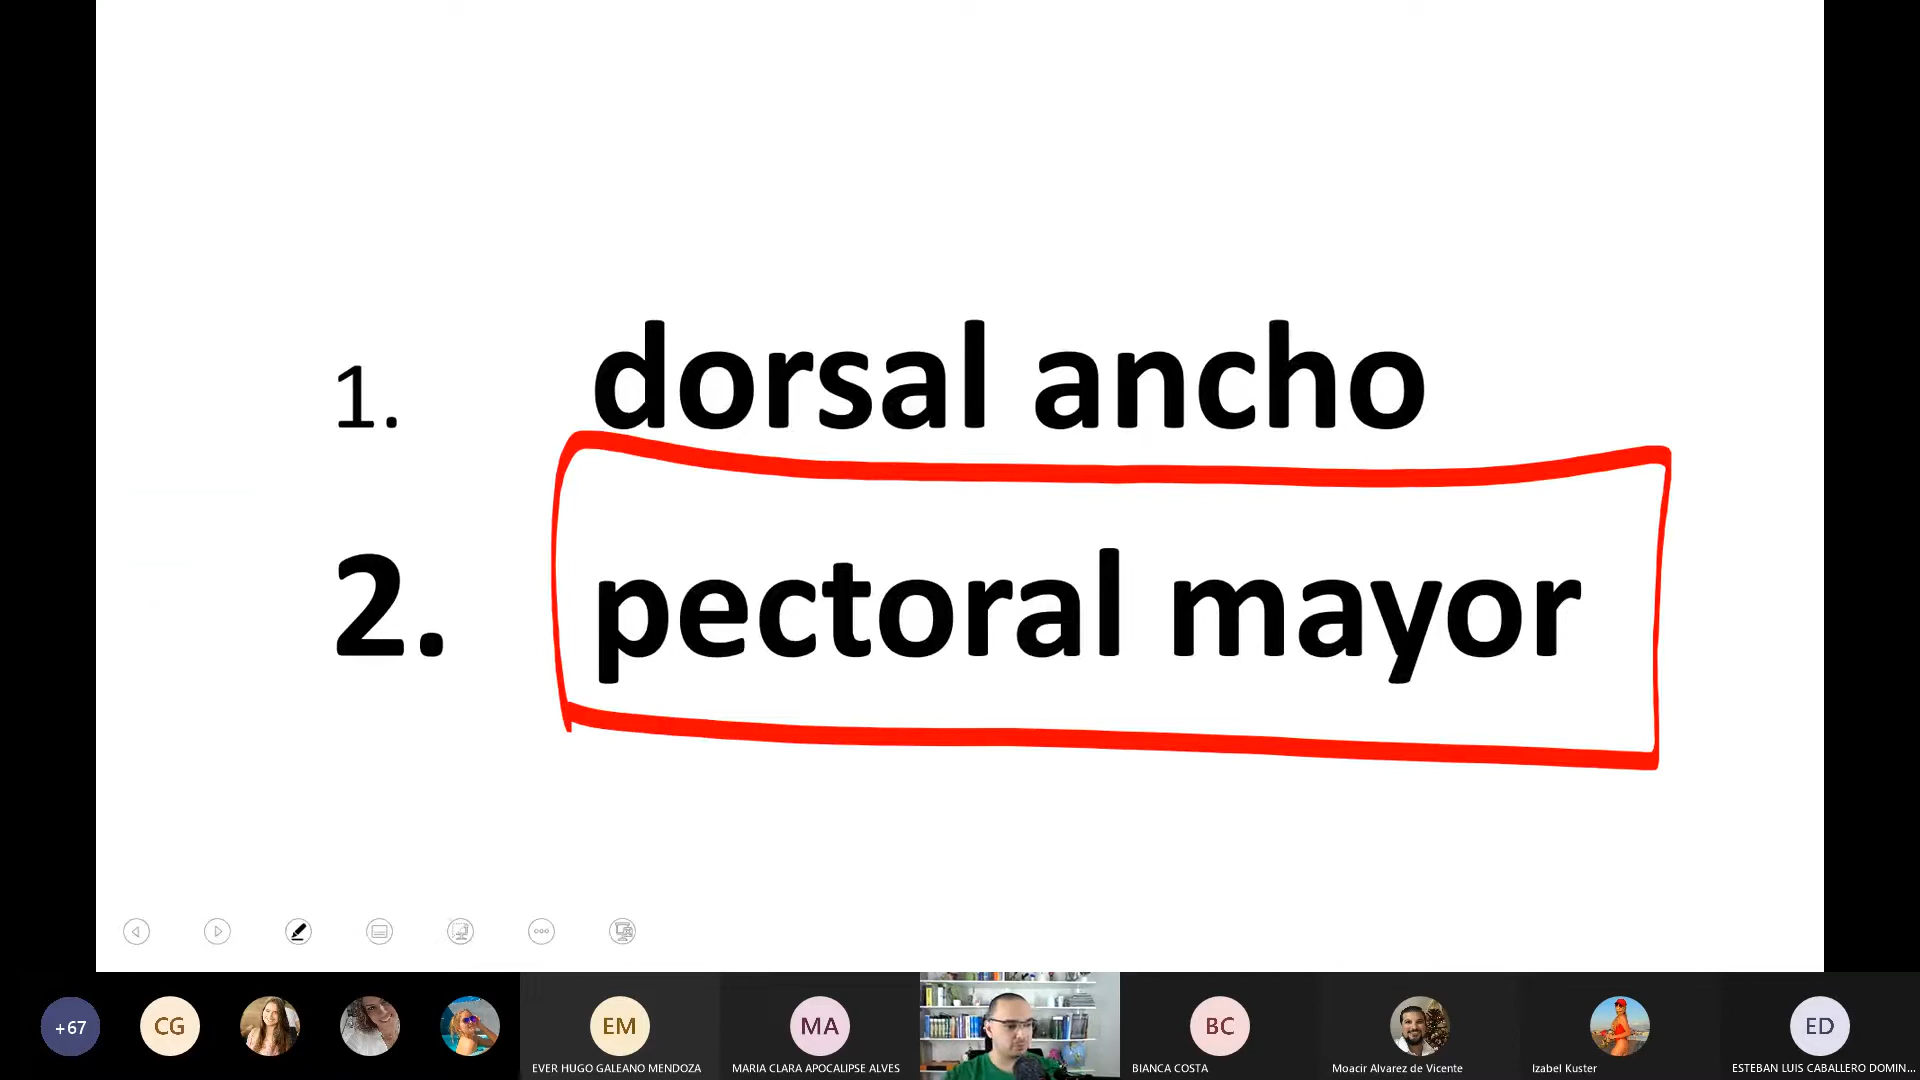 1. dorsal ancho
2. pectoral mayor
+67
CG
EM
MA
BC
ED
EVER HUGO GALEANO MENDOZA
MARIA CLARA APOCALIPSE ALVES
BIANCA COSTA
Moacir Alvarez de Vicente
Izabel Kuster
ESTEBAN LUIS CABALLERO DOMIN...